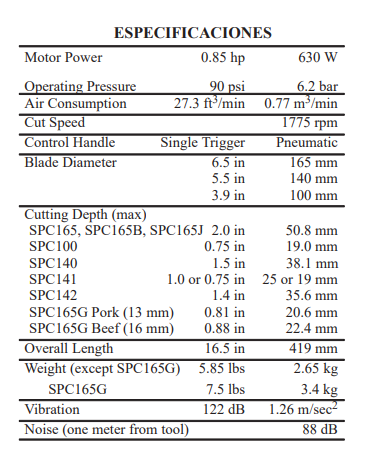 ESPECIFICACIONES
Motor Power 0.85 hp 630 W
Operating Pressure 90 psi 6.2 bar
Air Consumption 27.3 ft³/min 0.77 m³/min
Cut Speed 1775 rpm
Control Handle Single Trigger Pneumatic
Blade Diameter 6.5 in 165 mm
5.5 in 140 mm
3.9 in 100 mm
Cutting Depth (max)
SPC165, SPC165B, SPC165J 2.0 in 50.8 mm
SPC100 0.75 in 19.0 mm
SPC140 1.5 in 38.1 mm
SPC141 1.0 or 0.75 in 25 or 19 mm
SPC142 1.4 in 35.6 mm
SPC165G Pork (13 mm) 0.81 in 20.6 mm
SPC165G Beef (16 mm) 0.88 in 22.4 mm
Overall Length 16.5 in 419 mm
Weight (except SPC165G) 5.85 lbs 2.65 kg
SPC165G 7.5 lbs 3.4 kg
Vibration 122 dB 1.26 m/sec²
Noise (one meter from tool) 88 dB